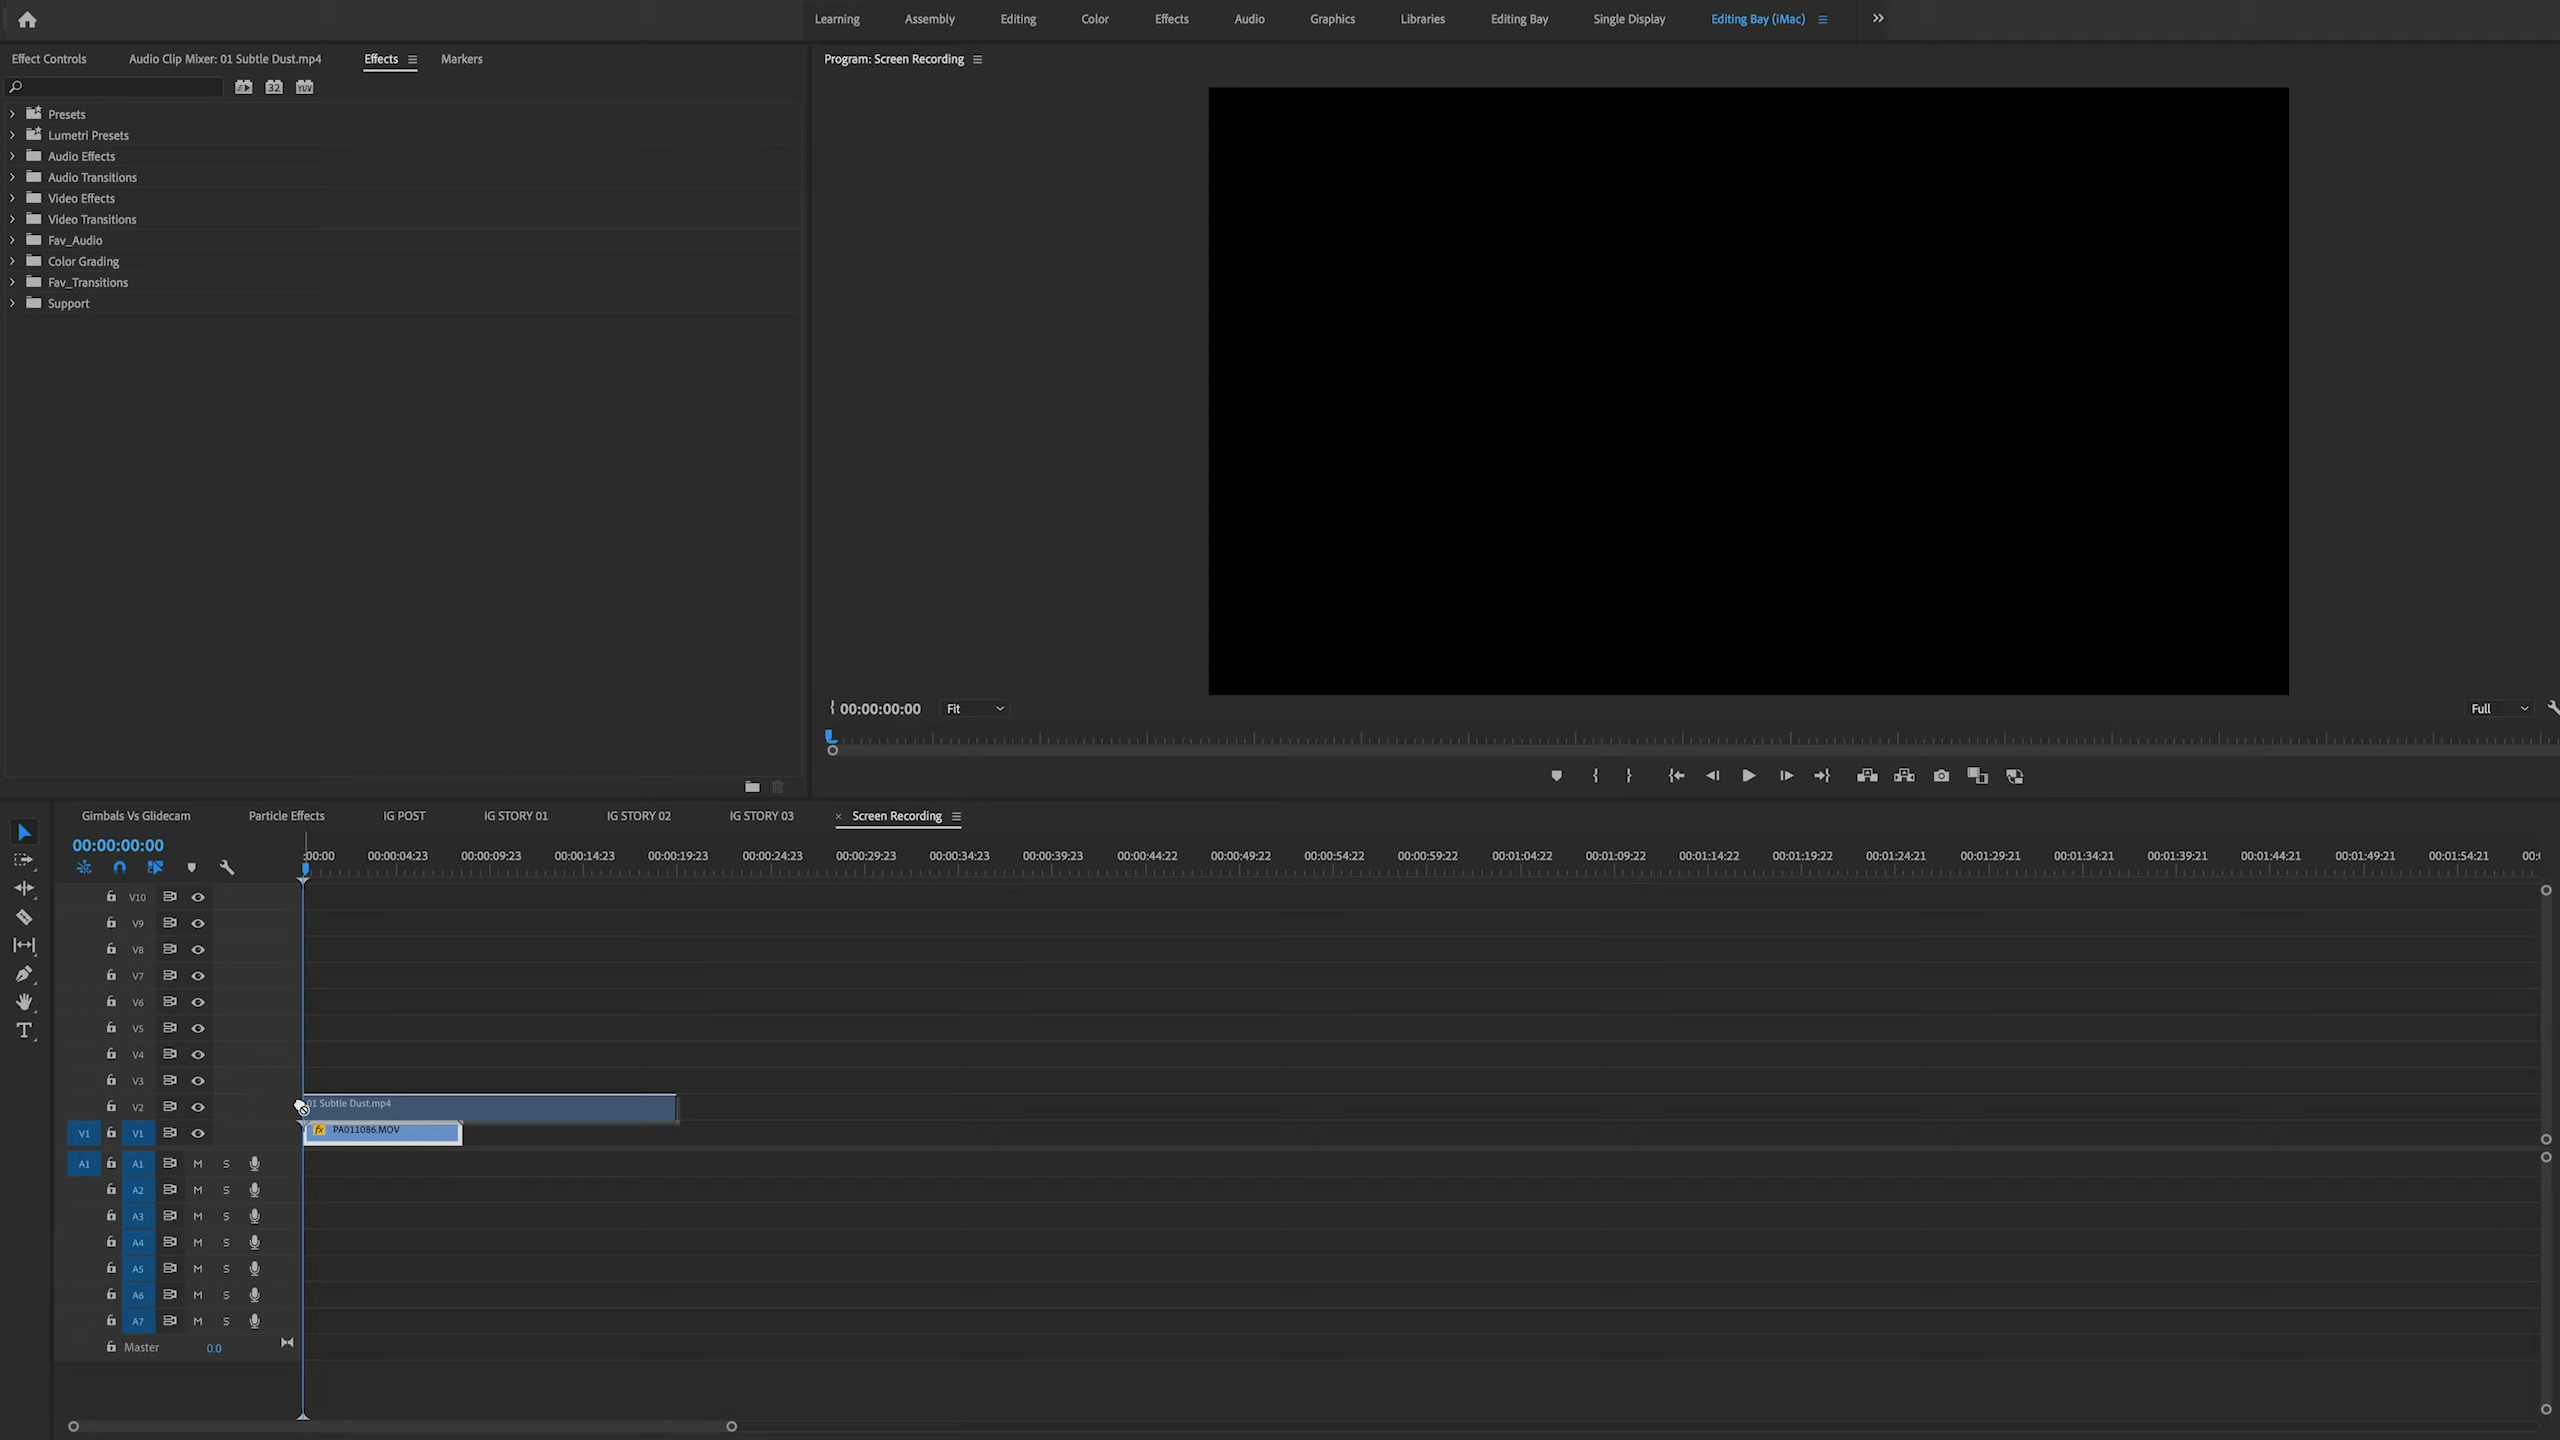 Learning Assembly Editing Color Effects Audio Graphics Libraries Editing Bay Single Display Editing Bay (iMac)
Effect Controls Audio Clip Mixer: 01 Subtle Dust.mp4 Effects Markers
Program: Screen Recording
32 YUV
Presets
Lumetri Presets
Audio Effects
Audio Transitions
Video Effects
Video Transitions
Fav_Audio
Color Grading
Fav_Transitions
Support
00:00:00:00 Fit Full
Gimbals Vs Glidecam Particle Effects IG POST IG STORY 01 IG STORY 02 IG STORY 03 Screen Recording
00:00:00:00
:00:00 00:00:04:23 00:00:09:23 00:00:14:23 00:00:19:23 00:00:24:23 00:00:29:23 00:00:34:23 00:00:39:23 00:00:44:22 00:00:49:22 00:00:54:22 00:00:59:22 00:01:04:22 00:01:09:22 00:01:14:22 00:01:19:22 00:01:24:21 00:01:29:21 00:01:34:21 00:01:39:21 00:01:44:21 00:01:49:21 00:01:54:21 00:
V10
V9
V8
V7
V6
V5
V4
V3
V2 01 Subtle Dust.mp4
V1 V1 fx PA011086.MOV
A1 A1 M S
A2 M S
A3 M S
A4 M S
A5 M S
A6 M S
A7 M S
Master 0.0